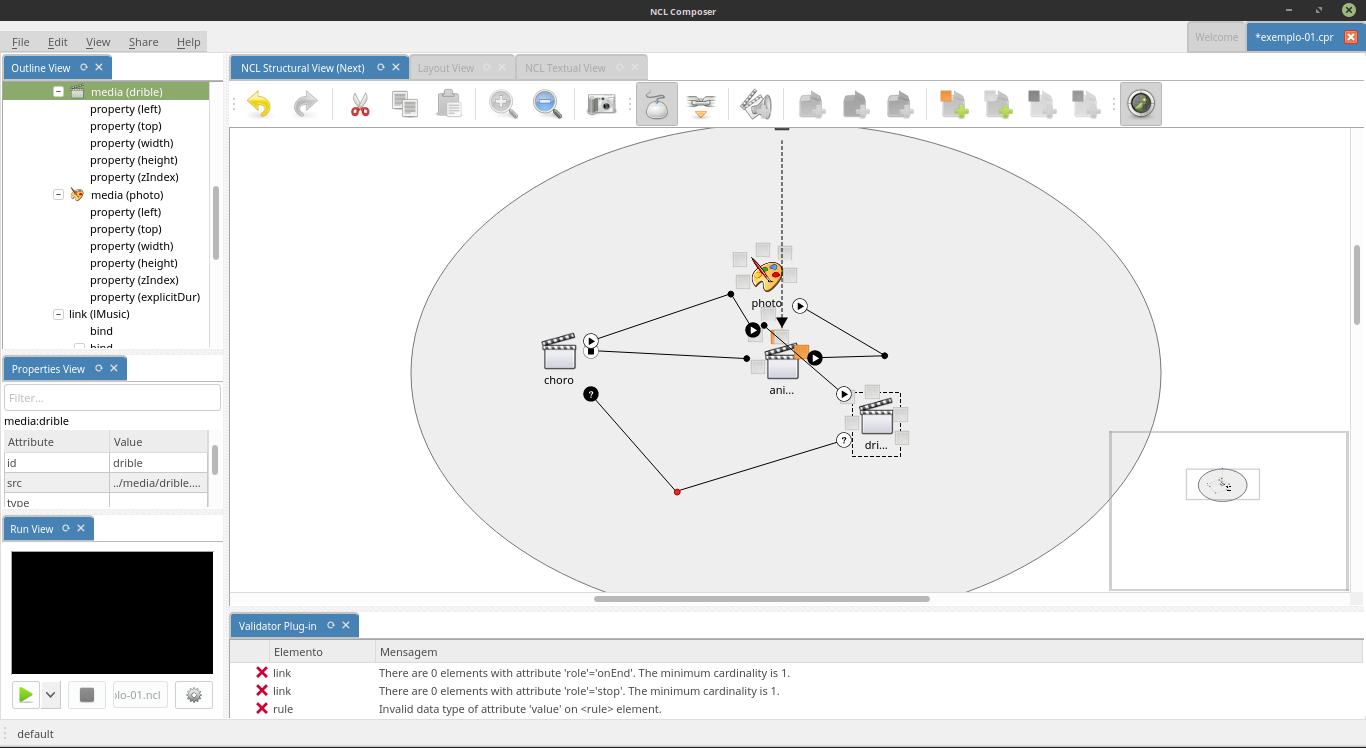 NCL Composer
File Edit View Share Help
Welcome
*exemplo-01.cpr
Outline View
media (drible)
property (left)
property (top)
property (width)
property (height)
property (zIndex)
media (photo)
property (left)
property (top)
property (width)
property (height)
property (zIndex)
property (explicitDur)
link (lMusic)
bind
bind
Properties View
Filter...
media:drible
Attribute Value
id drible
src ../media/drible....
type
Run View
plo-01.ncl
NCL Structural View (Next)
Layout View
NCL Textual View
photo
choro
ani...
?
?
dri...
Validator Plug-in
Elemento Mensagem
link There are 0 elements with attribute 'role'='onEnd'. The minimum cardinality is 1.
link There are 0 elements with attribute 'role'='stop'. The minimum cardinality is 1.
rule Invalid data type of attribute 'value' on <rule> element.
default